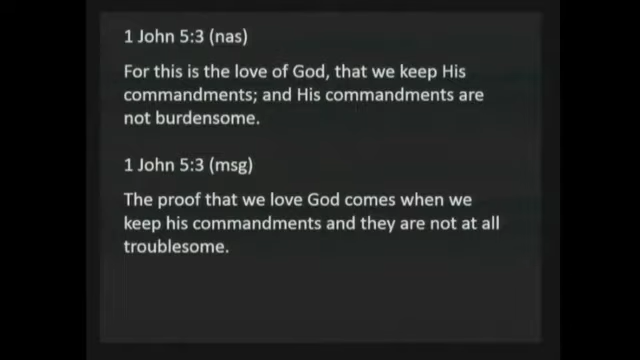 1 John 5:3 (nas)
For this is the love of God, that we keep His
commandments; and His commandments are
not burdensome.
1 John 5:3 (msg)
The proof that we love God comes when we
keep his commandments and they are not at all
troublesome.